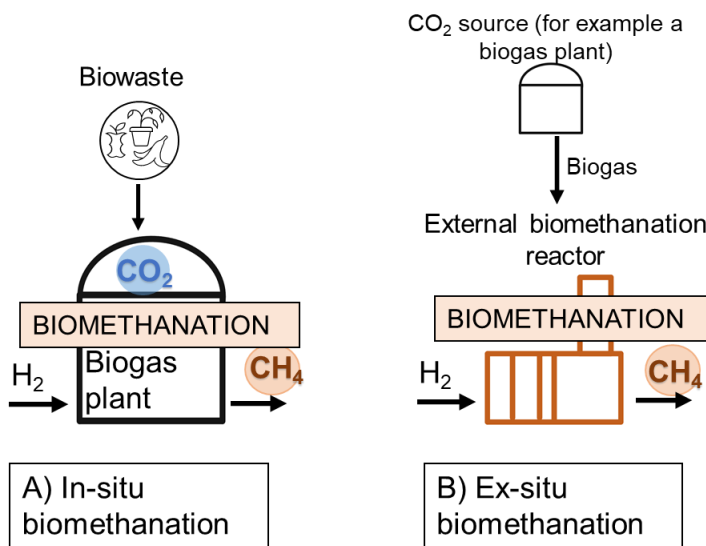 Biowaste
CO₂
BIOMETHANATION
H₂
Biogas
plant
CH₄
A) In-situ
biomethanation
CO₂ source (for example a
biogas plant)
Biogas
External biomethanation
reactor
BIOMETHANATION
H₂
CH₄
B) Ex-situ
biomethanation